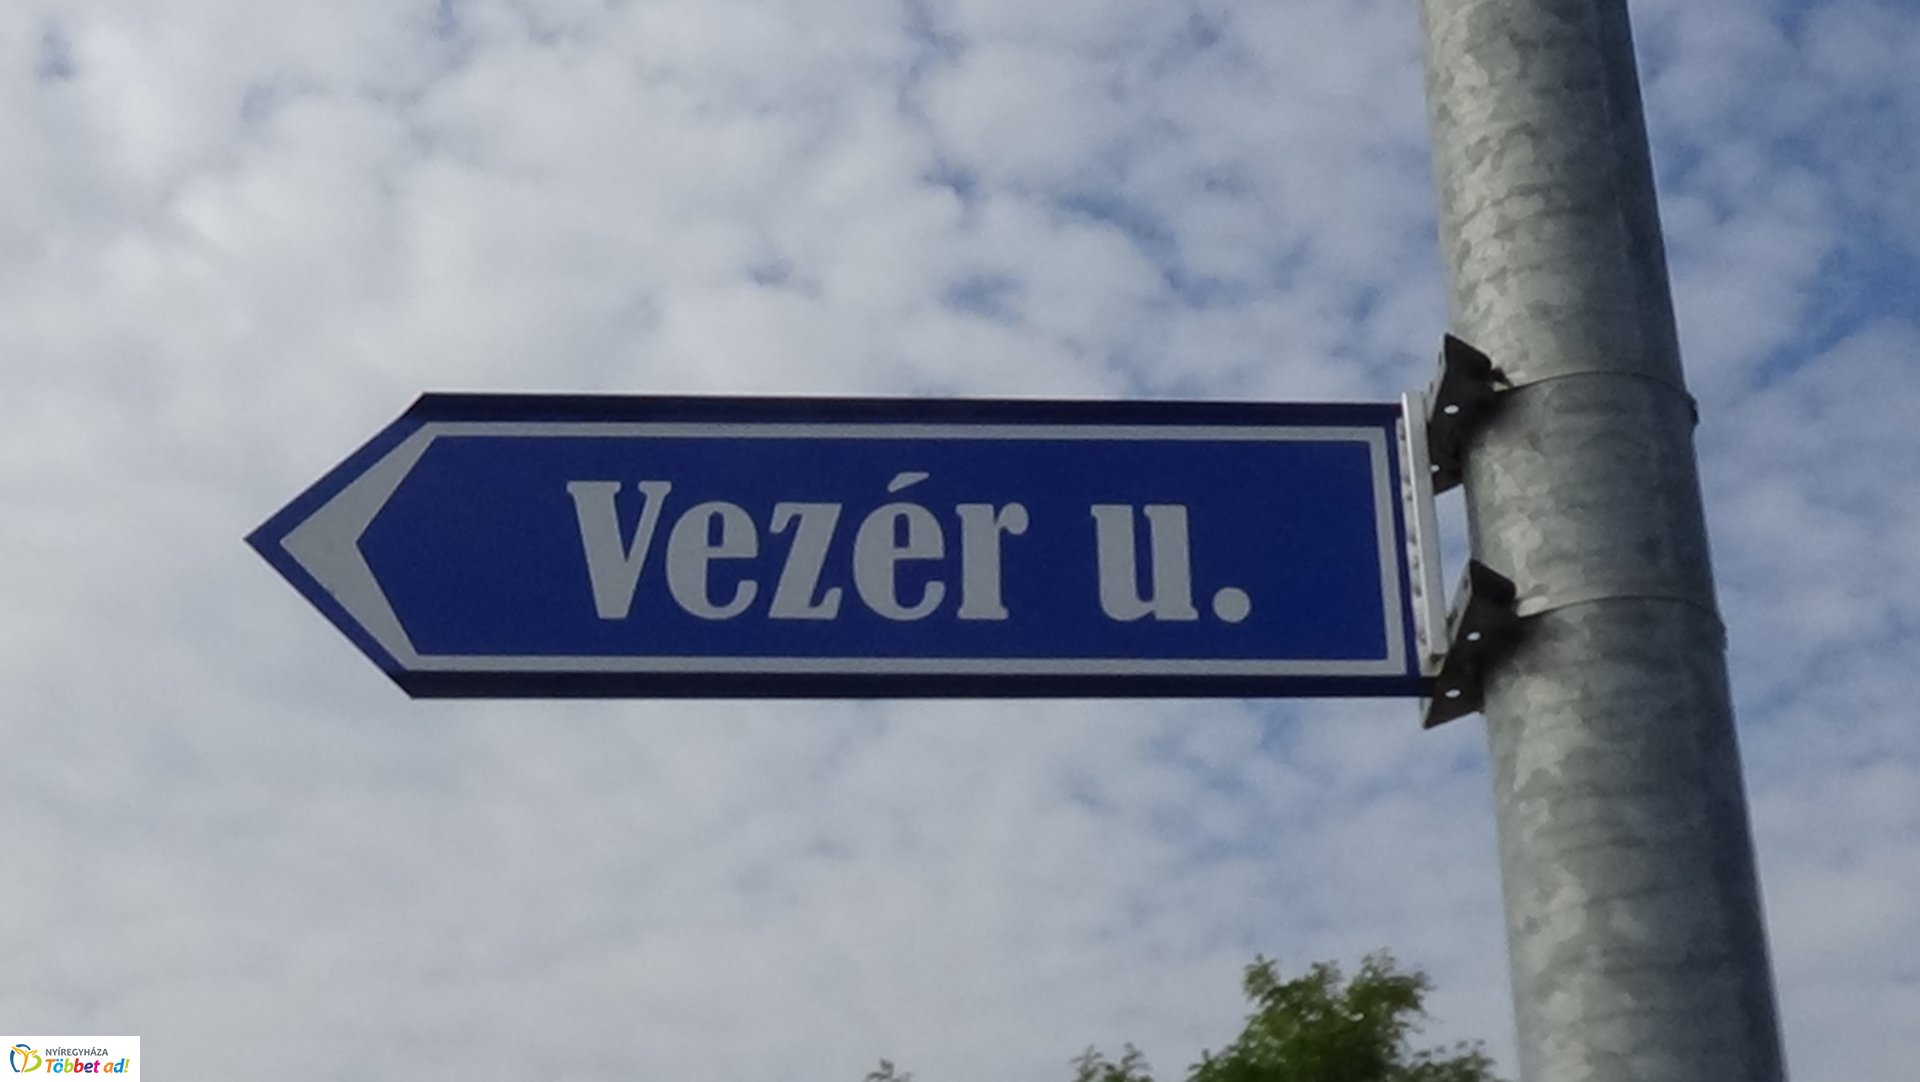 Vezér u.
NYÍREGYHÁZA
Többet ad!